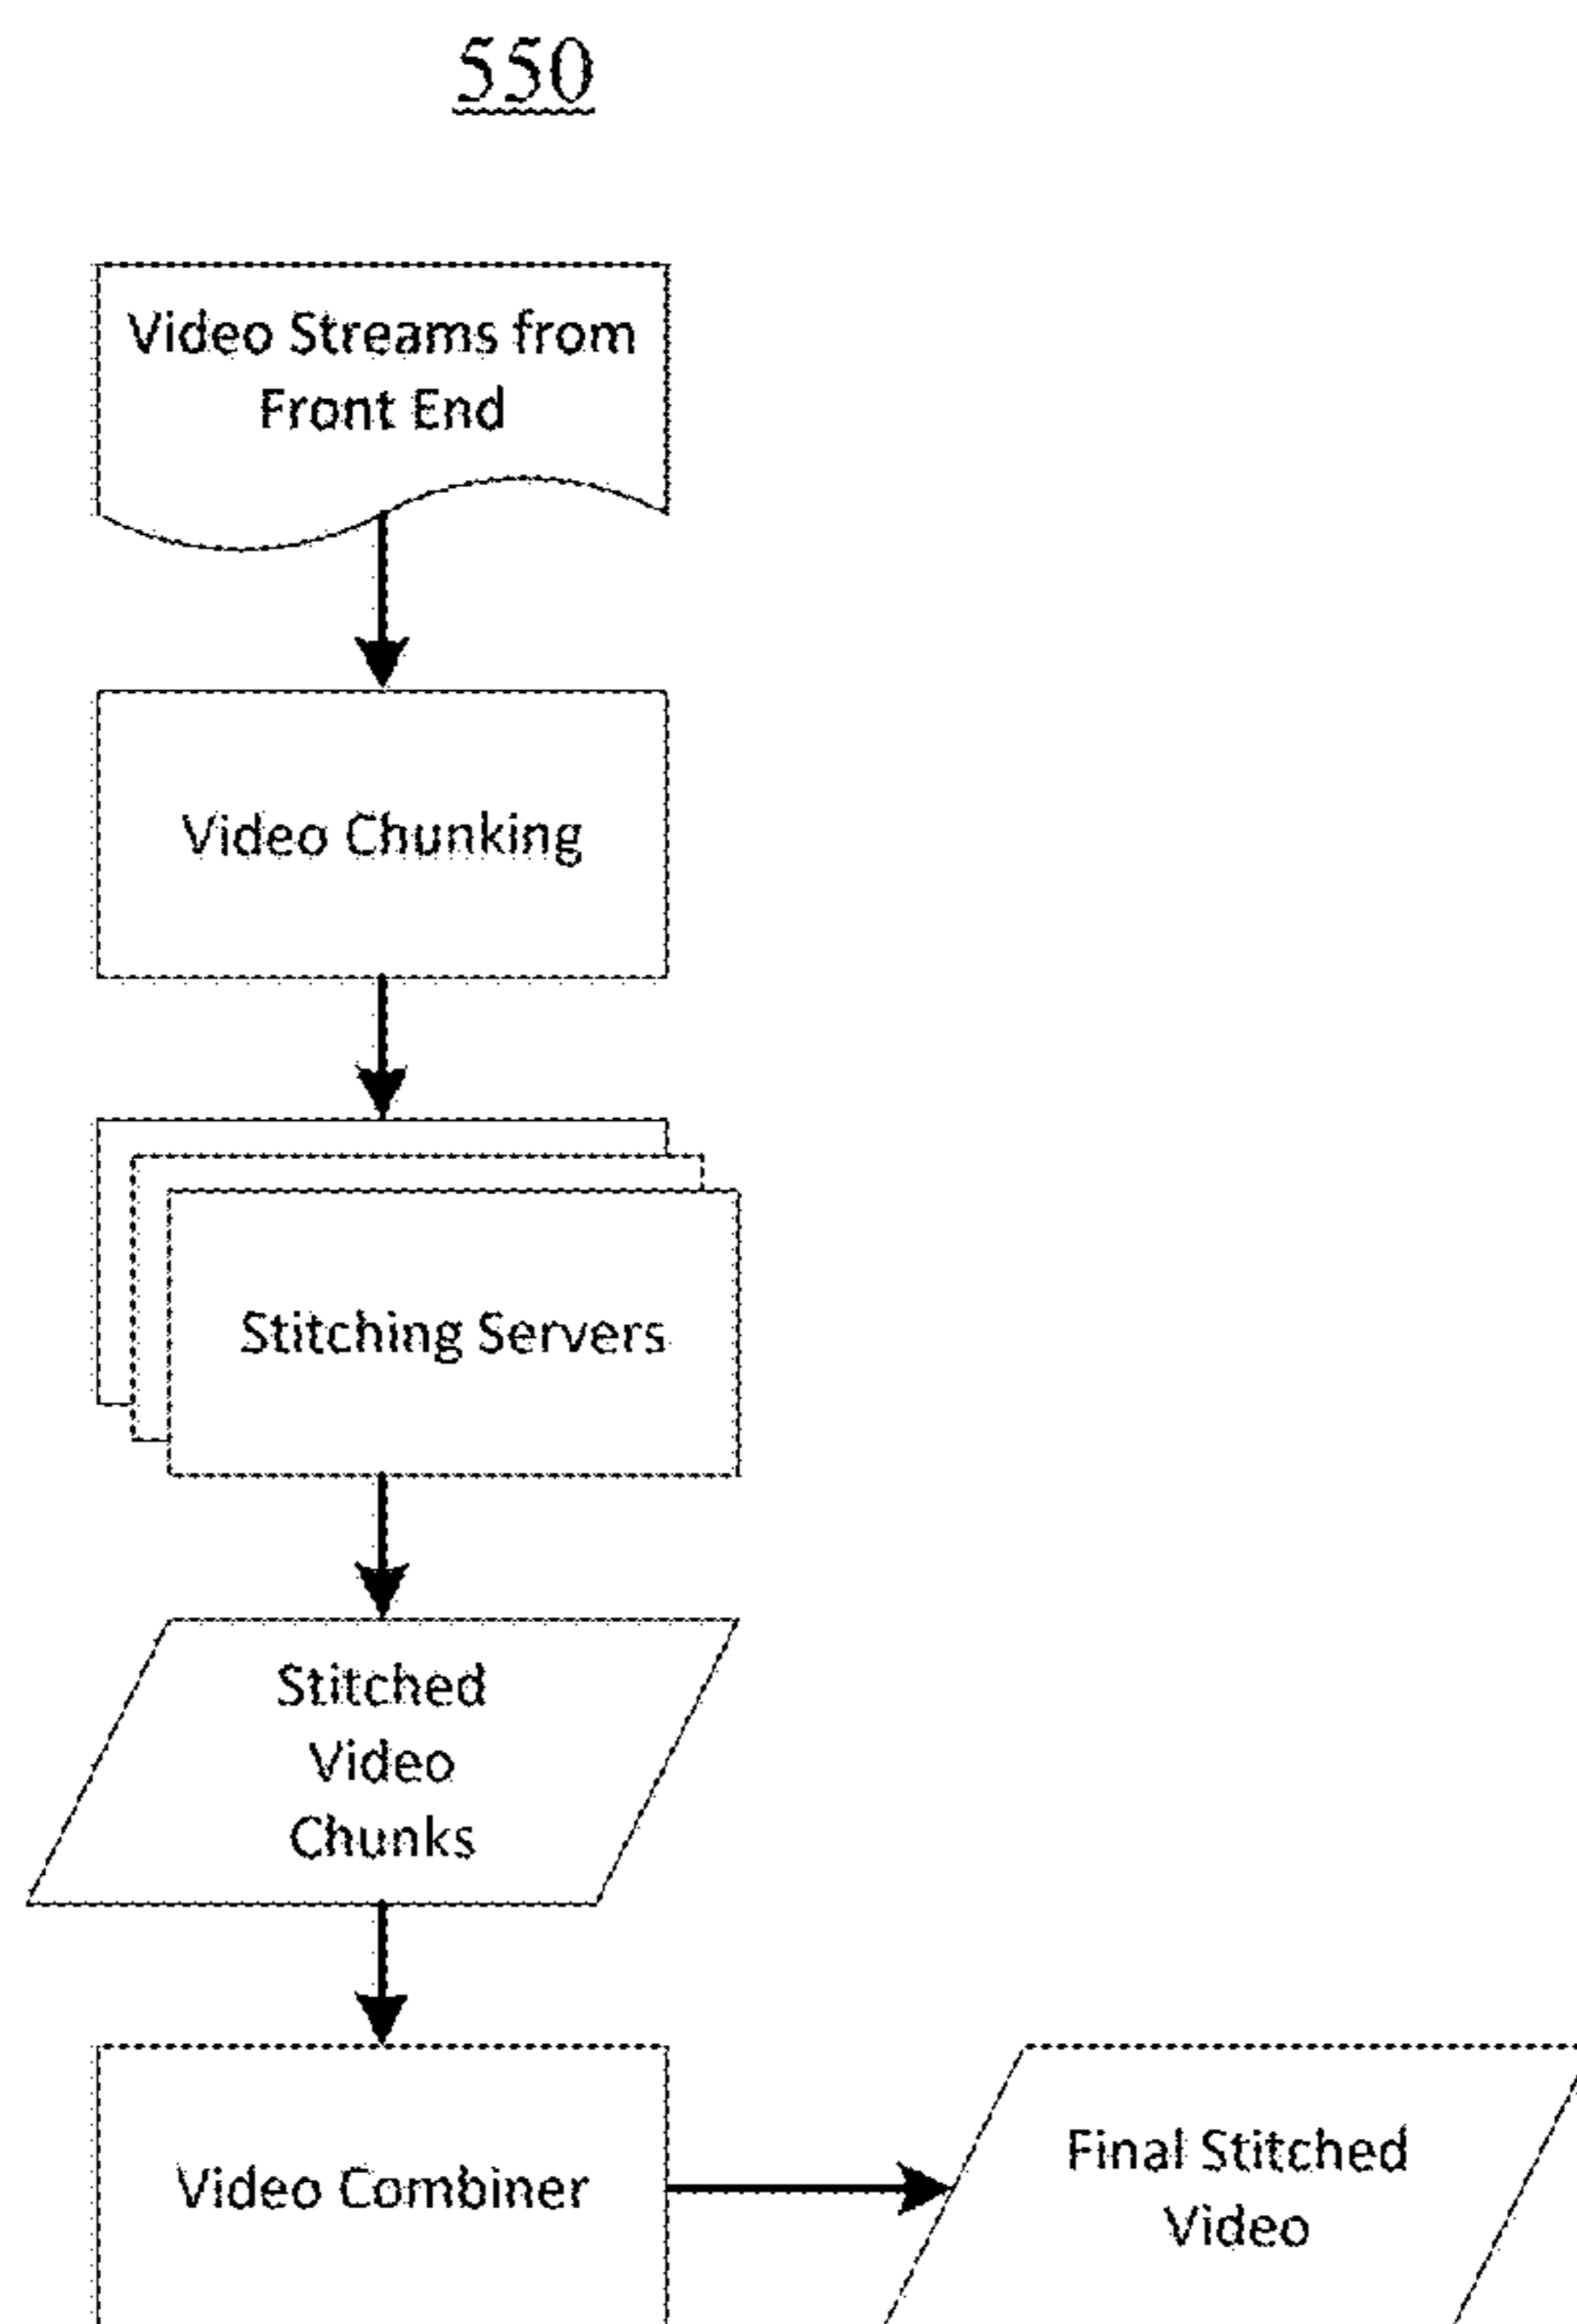 550
Video Streams from
Front End
Video Chunking
Stitching Servers
Stitched
Video
Chunks
Video Combiner
Final Stitched
Video